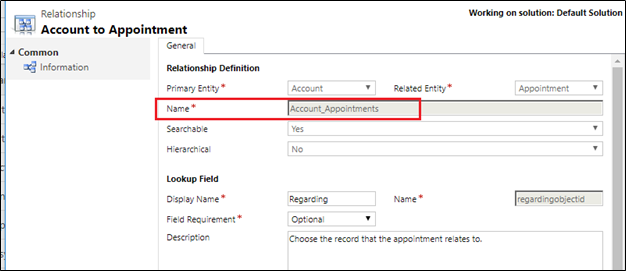 Relationship
Working on solution: Default Solution
Account to Appointment
Common
Information
General
Relationship Definition
Primary Entity* Account Related Entity* Appointment
Name* Account_Appointments
Searchable Yes
Hierarchical No
Lookup Field
Display Name* Regarding Name* regardingobjectid
Field Requirement* Optional
Description Choose the record that the appointment relates to.